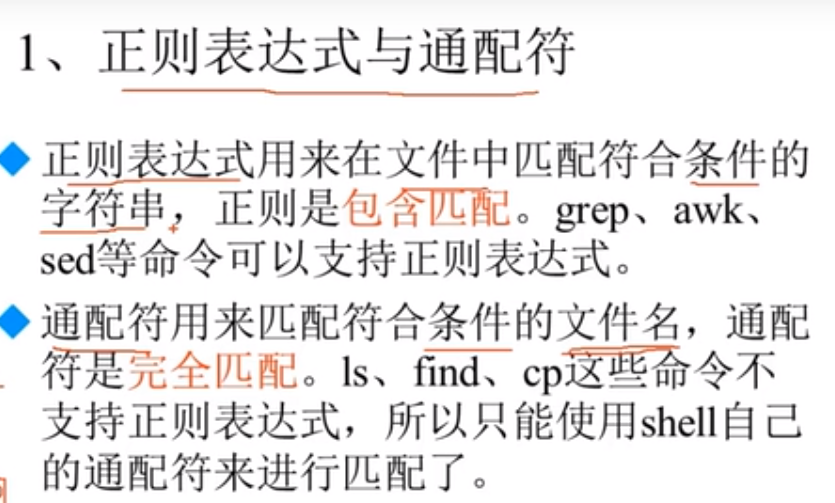 1、正则表达式与通配符
正则表达式用来在文件中匹配符合条件的
字符串，正则是包含匹配。grep、awk、
sed等命令可以支持正则表达式。
通配符用来匹配符合条件的文件名，通配
符是完全匹配。ls、find、cp这些命令不
支持正则表达式，所以只能使用shell自己
的通配符来进行匹配了。